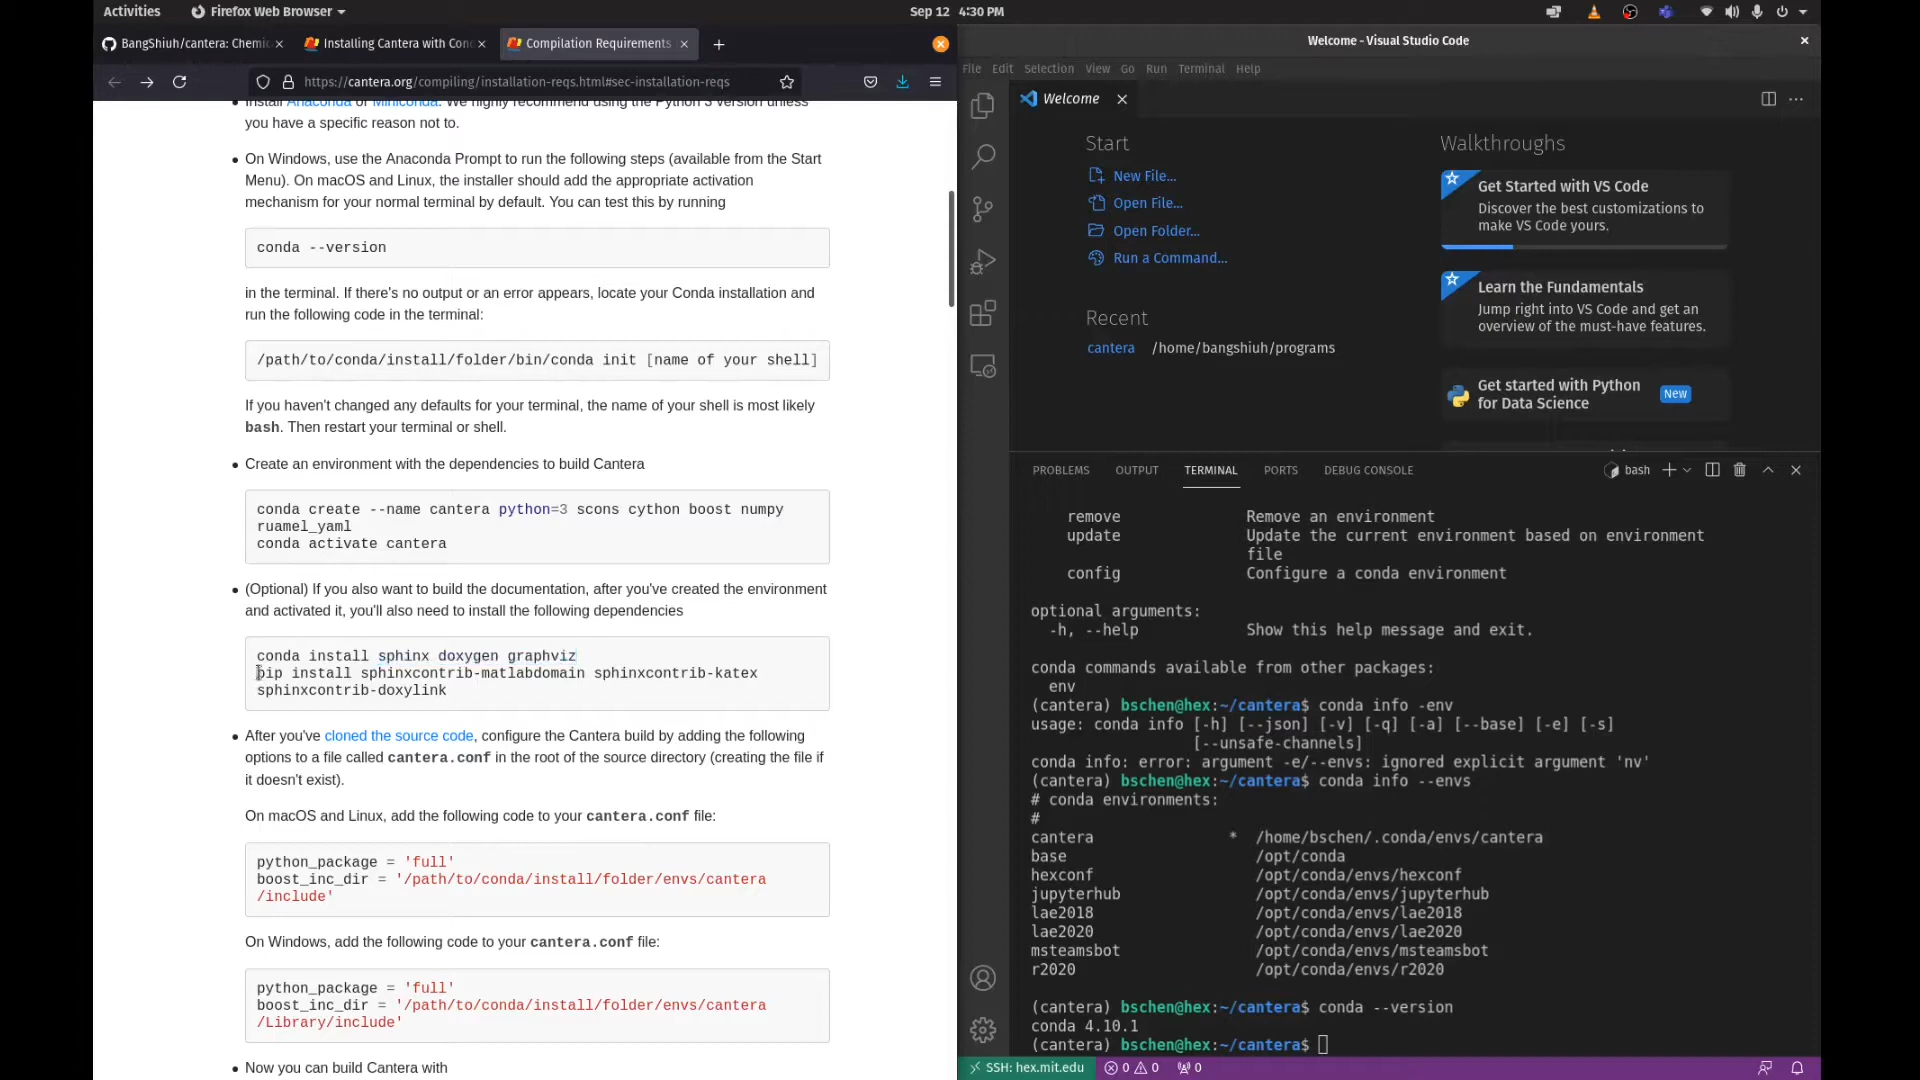 Activities
Firefox Web Browser
Sep 12 4:30 PM
BangShiuh/cantera: Chemic
Installing Cantera with Con
Compilation Requirements
https://cantera.org/compiling/installation-reqs.html#sec-installation-reqs
Install Anaconda or Miniconda. We highly recommend using the Python 3 version unless
you have a specific reason not to.
On Windows, use the Anaconda Prompt to run the following steps (available from the Start
Menu). On macOS and Linux, the installer should add the appropriate activation
mechanism for your normal terminal by default. You can test this by running
conda --version
in the terminal. If there's no output or an error appears, locate your Conda installation and
run the following code in the terminal:
/path/to/conda/install/folder/bin/conda init [name of your shell]
If you haven't changed any defaults for your terminal, the name of your shell is most likely
bash. Then restart your terminal or shell.
Create an environment with the dependencies to build Cantera
conda create --name cantera python=3 scons cython boost numpy
ruamel_yaml
conda activate cantera
(Optional) If you also want to build the documentation, after you've created the environment
and activated it, you'll also need to install the following dependencies
conda install sphinx doxygen graphviz
pip install sphinxcontrib-matlabdomain sphinxcontrib-katex
sphinxcontrib-doxylink
After you've cloned the source code, configure the Cantera build by adding the following
options to a file called cantera.conf in the root of the source directory (creating the file if
it doesn't exist).
On macOS and Linux, add the following code to your cantera.conf file:
python_package = 'full'
boost_inc_dir = '/path/to/conda/install/folder/envs/cantera
/include'
On Windows, add the following code to your cantera.conf file:
python_package = 'full'
boost_inc_dir = '/path/to/conda/install/folder/envs/cantera
/Library/include'
Now you can build Cantera with
Welcome - Visual Studio Code
File Edit Selection View Go Run Terminal Help
Welcome
Start
New File...
Open File...
Open Folder...
Run a Command...
Recent
cantera /home/bangshiuh/programs
Walkthroughs
Get Started with VS Code
Discover the best customizations to
make VS Code yours.
Learn the Fundamentals
Jump right into VS Code and get an
overview of the must-have features.
Get started with Python
for Data Science
New
PROBLEMS OUTPUT TERMINAL PORTS DEBUG CONSOLE
bash
remove Remove an environment
update Update the current environment based on environment
file
config Configure a conda environment
optional arguments:
-h, --help Show this help message and exit.
conda commands available from other packages:
env
(cantera) bschen@hex:~/cantera$ conda info -env
usage: conda info [-h] [--json] [-v] [-q] [-a] [--base] [-e] [-s]
[--unsafe-channels]
conda info: error: argument -e/--envs: ignored explicit argument 'nv'
(cantera) bschen@hex:~/cantera$ conda info --envs
# conda environments:
#
cantera * /home/bschen/.conda/envs/cantera
base /opt/conda
hexconf /opt/conda/envs/hexconf
jupyterhub /opt/conda/envs/jupyterhub
lae2018 /opt/conda/envs/lae2018
lae2020 /opt/conda/envs/lae2020
msteamsbot /opt/conda/envs/msteamsbot
r2020 /opt/conda/envs/r2020
(cantera) bschen@hex:~/cantera$ conda --version
conda 4.10.1
(cantera) bschen@hex:~/cantera$
SSH: hex.mit.edu
0 0 0